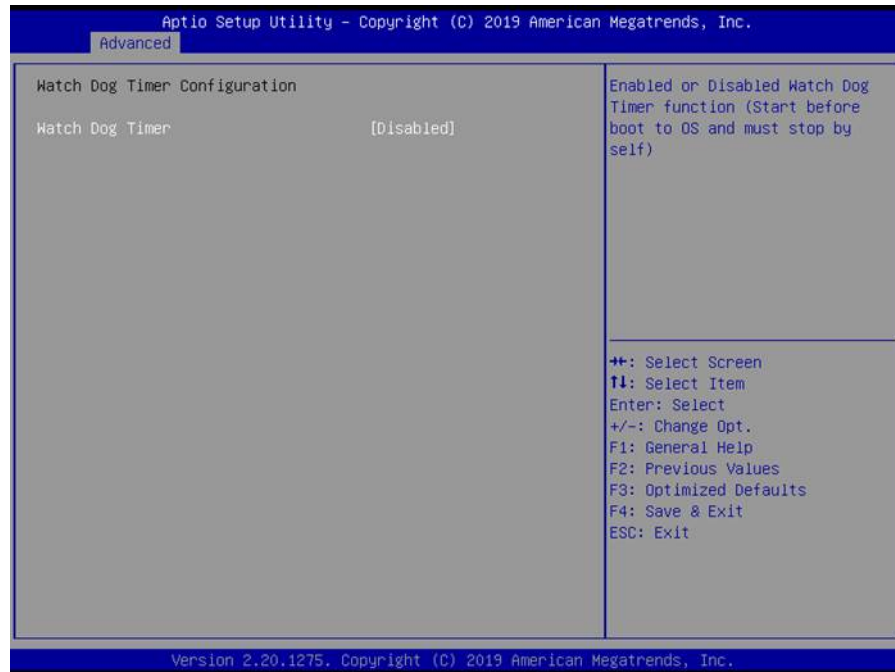 Aptio Setup Utility – Copyright (C) 2019 American Megatrends, Inc.
Advanced
Watch Dog Timer Configuration
Watch Dog Timer [Disabled]
Enabled or Disabled Watch Dog
Timer function (Start before
boot to OS and must stop by
self)
→←: Select Screen
↑↓: Select Item
Enter: Select
+/-: Change Opt.
F1: General Help
F2: Previous Values
F3: Optimized Defaults
F4: Save & Exit
ESC: Exit
Version 2.20.1275. Copyright (C) 2019 American Megatrends, Inc.